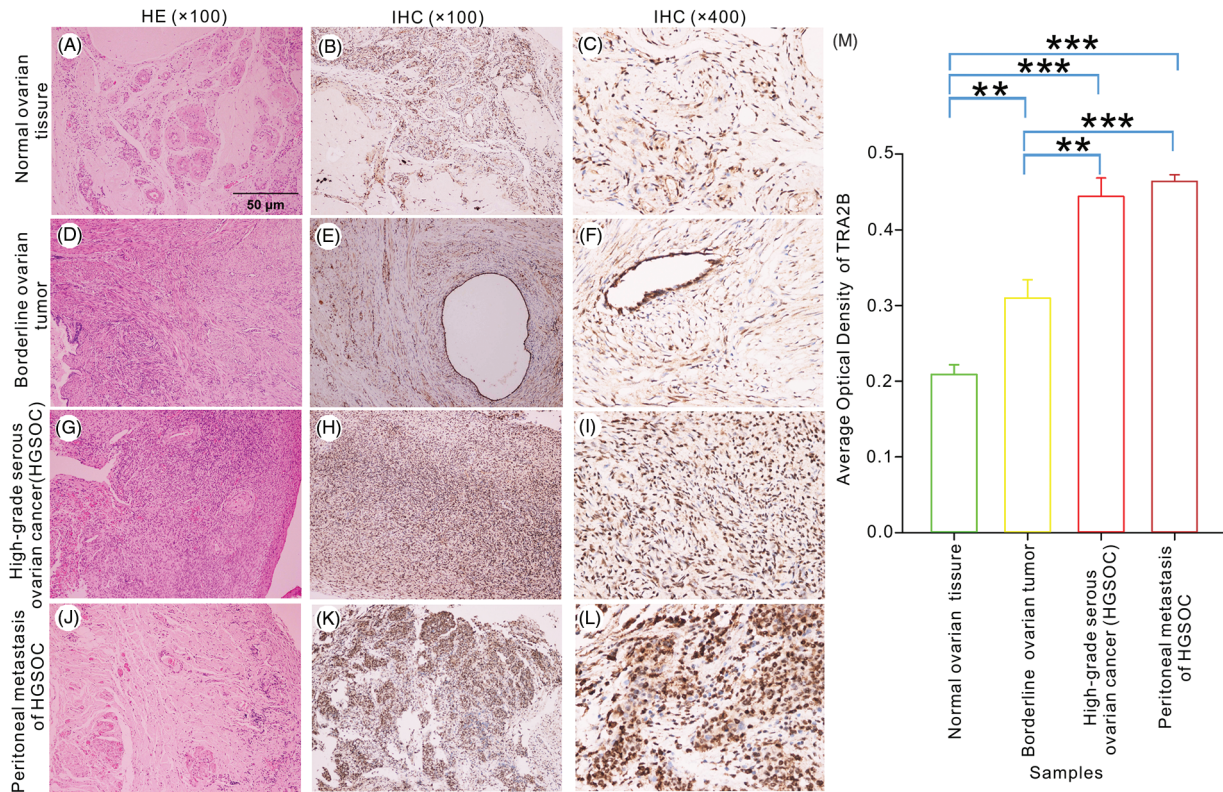 HE (×100)
IHC (×100)
IHC (×400)
Normal ovarian
tissure
(A)
50 µm
(B)
(C)
Borderline ovarian
tumor
(D)
(E)
(F)
High-grade serous
ovarian cancer(HGSOC)
(G)
(H)
(I)
Peritoneal metastasis
of HGSOC
(J)
(K)
(L)
(M)
***
***
**
***
**
Average Optical Density of TRA2B
0.5
0.4
0.3
0.2
0.1
0.0
Normal ovarian tissure
Borderline ovarian tumor
High-grade serous
ovarian cancer (HGSOC)
Peritoneal metastasis
of HGSOC
Samples